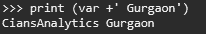 >>> print (var +' Gurgaon')
CiansAnalytics Gurgaon